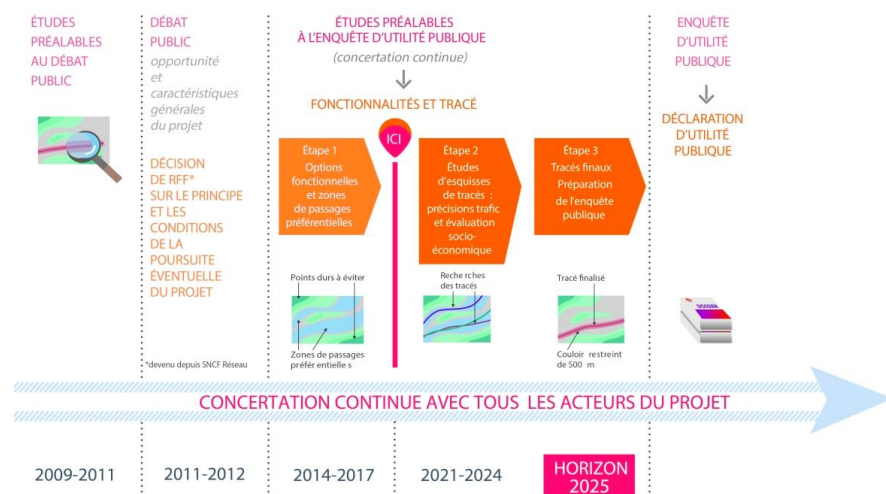 ÉTUDES
PRÉALABLES
AU DÉBAT
PUBLIC
DÉBAT
PUBLIC
opportunité
et
caractéristiques
générales
du projet
DÉCISION
DE RFF*
SUR LE PRINCIPE
ET LES
CONDITIONS
DE LA
POURSUITE
ÉVENTUELLE
DU PROJET
*devenu depuis SNCF Réseau
ÉTUDES PRÉALABLES
À L'ENQUÊTE D'UTILITÉ PUBLIQUE
(concertation continue)
FONCTIONNALITÉS ET TRACÉ
Étape 1
Options
fonctionnelles
et zones
de passages
préférentielles
ICI
Étape 2
Études
d'esquisses
de tracés :
précisions trafic
et évaluation
socio-
économique
Étape 3
Tracés finaux
Préparation
de l'enquête
publique
Points durs à éviter
Zones de passages
préfér entielle s
Reche rches
des tracés
Tracé finalisé
Couloir restreint
de 500 m
ENQUÊTE
D'UTILITÉ
PUBLIQUE
DÉCLARATION
D'UTILITÉ
PUBLIQUE
CONCERTATION CONTINUE AVEC TOUS LES ACTEURS DU PROJET
2009-2011
2011-2012
2014-2017
2021-2024
HORIZON
2025